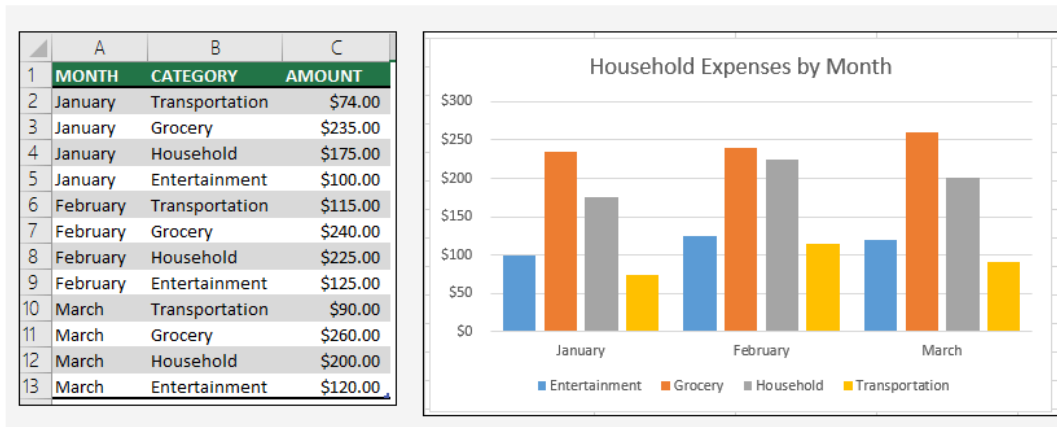 A B C
1 MONTH CATEGORY AMOUNT
2 January Transportation $74.00
3 January Grocery $235.00
4 January Household $175.00
5 January Entertainment $100.00
6 February Transportation $115.00
7 February Grocery $240.00
8 February Household $225.00
9 February Entertainment $125.00
10 March Transportation $90.00
11 March Grocery $260.00
12 March Household $200.00
13 March Entertainment $120.00
Household Expenses by Month
$300
$250
$200
$150
$100
$50
$0
January February March
Entertainment Grocery Household Transportation